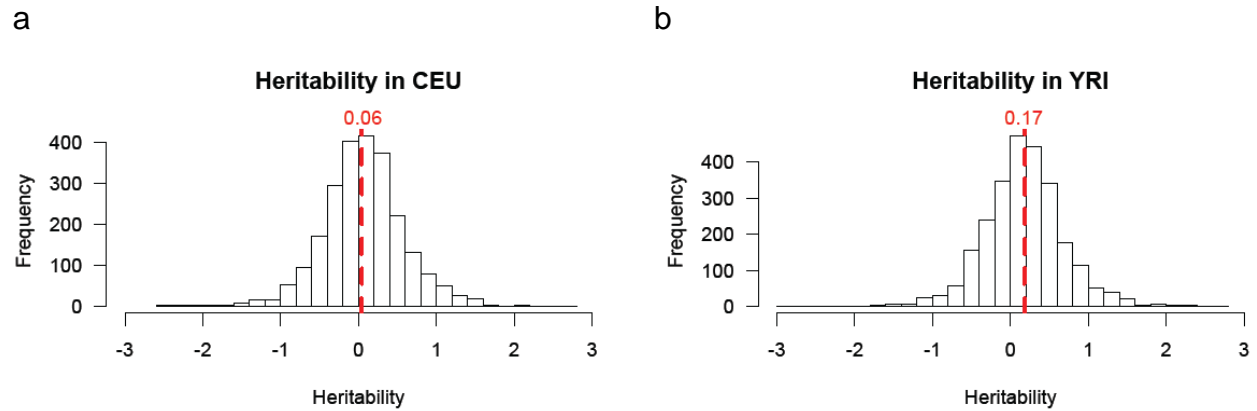 a
Heritability in CEU
0.06
Frequency
400
300
200
100
0
-3 -2 -1 0 1 2 3
Heritability
b
Heritability in YRI
0.17
Frequency
400
300
200
100
0
-3 -2 -1 0 1 2 3
Heritability